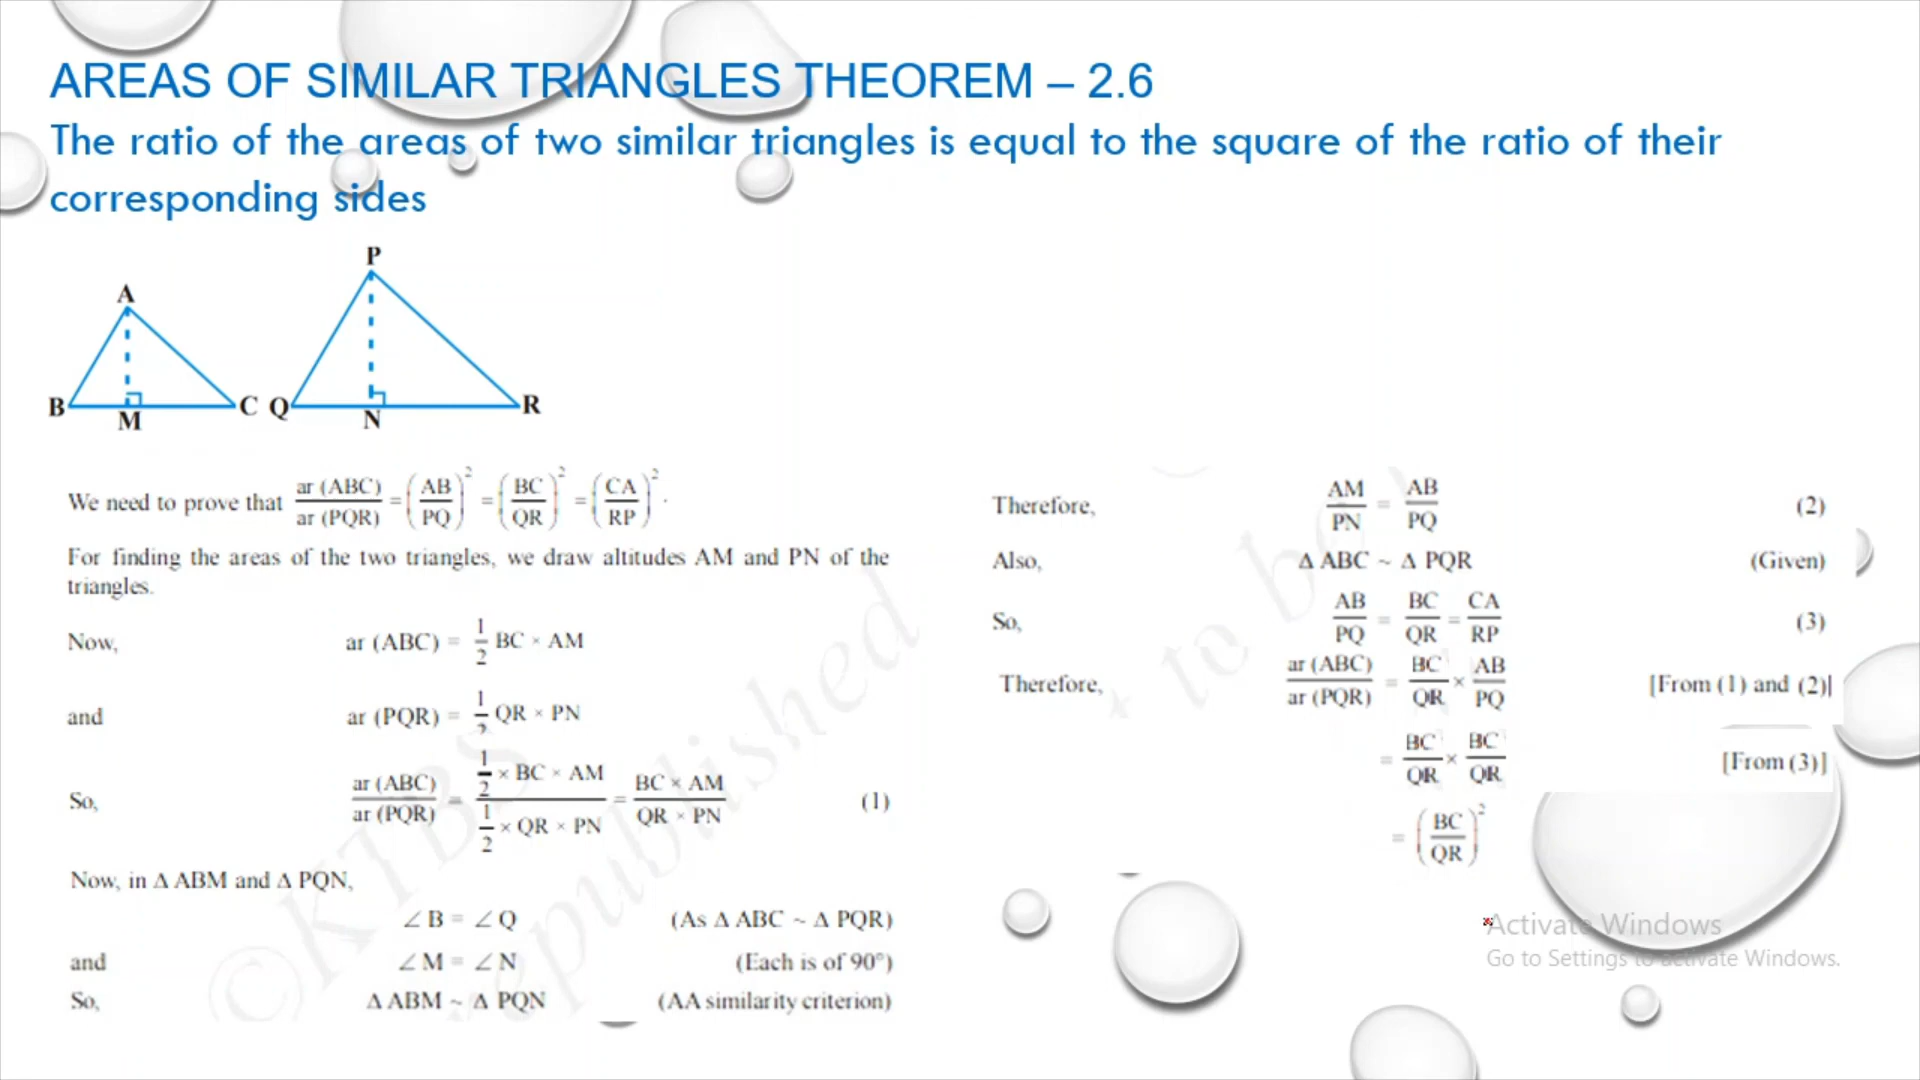 AREAS OF SIMILAR TRIANGLES THEOREM – 2.6
The ratio of the areas of two similar triangles is equal to the square of the ratio of their
corresponding sides
P
A
B M C Q N R
We need to prove that ar (ABC)/ar (PQR) = (AB/PQ)² = (BC/QR)² = (CA/RP)².
For finding the areas of the two triangles, we draw altitudes AM and PN of the
triangles.
Now, ar (ABC) = 1/2 BC × AM
and ar (PQR) = 1/2 QR × PN
So, ar (ABC)/ar (PQR) = (1/2 × BC × AM)/(1/2 × QR × PN) = (BC × AM)/(QR × PN) (1)
Now, in Δ ABM and Δ PQN,
∠ B = ∠ Q (As Δ ABC ~ Δ PQR)
and ∠ M = ∠ N (Each is of 90°)
So, Δ ABM ~ Δ PQN (AA similarity criterion)
Therefore, AM/PN = AB/PQ (2)
Also, Δ ABC ~ Δ PQR (Given)
So, AB/PQ = BC/QR = CA/RP (3)
Therefore, ar (ABC)/ar (PQR) = BC/QR × AB/PQ [From (1) and (2)]
= BC/QR × BC/QR [From (3)]
= (BC/QR)²
©KTBS
republished
to be
Activate Windows
Go to Settings to activate Windows.